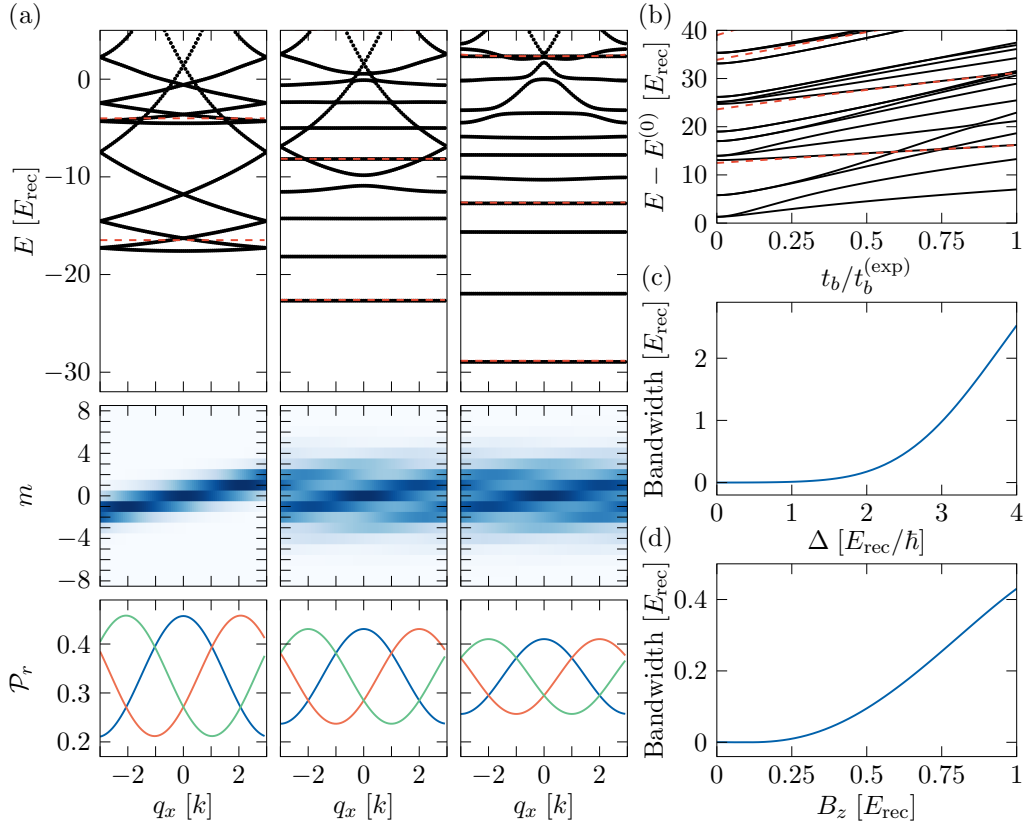 (a)
E [E_rec]
0
−10
−20
−30
m
8
4
0
−4
−8
𝒫_r
0.4
0.3
0.2
−2 0 2 −2 0 2 −2 0 2
q_x [k] q_x [k] q_x [k]
(b)
E − E^(0) [E_rec]
40
30
20
10
0
0 0.25 0.5 0.75 1
t_b/t_b^(exp)
(c)
Bandwidth [E_rec]
2
1
0
0 1 2 3 4
Δ [E_rec/ħ]
(d)
Bandwidth [E_rec]
0.4
0.2
0
0 0.25 0.5 0.75 1
B_z [E_rec]